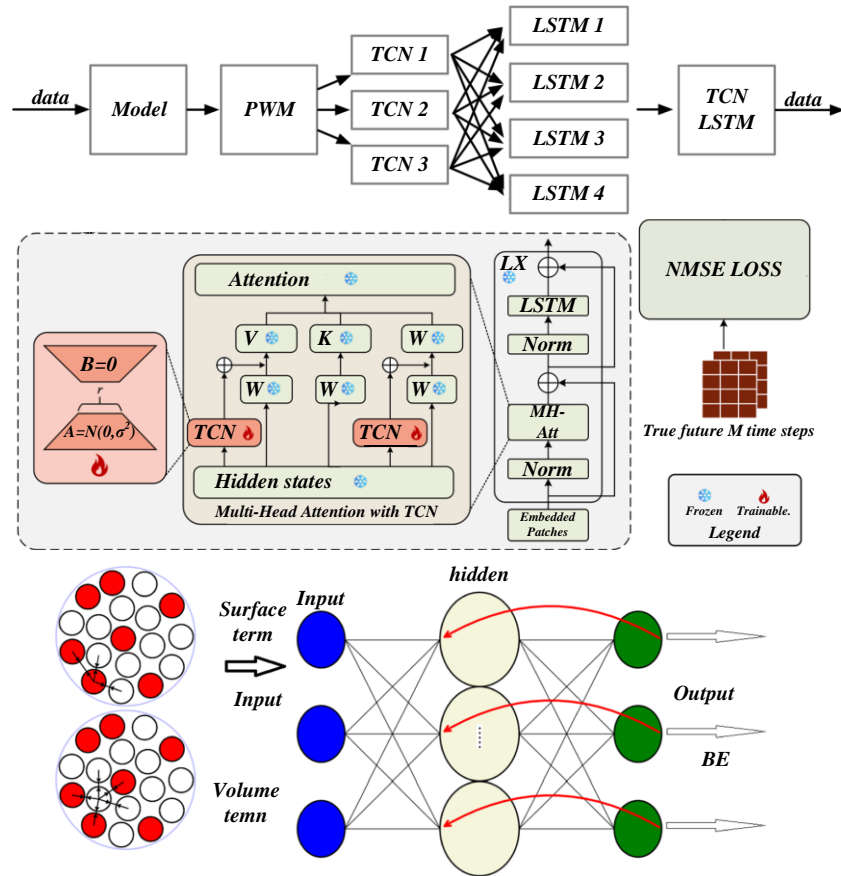 data
Model
PWM
TCN 1
TCN 2
TCN 3
LSTM 1
LSTM 2
LSTM 3
LSTM 4
TCN
LSTM
data
B=0
r
A=N(0,σ²)
Attention
V
K
W
W
W
W
TCN
TCN
Hidden states
Multi-Head Attention with TCN
LX
LSTM
Norm
MH-
Att
Norm
Embedded
Patches
NMSE LOSS
True future M time steps
Frozen
Trainable.
Legend
Surface
term
Input
Volume
temn
Input
hidden
Output
BE